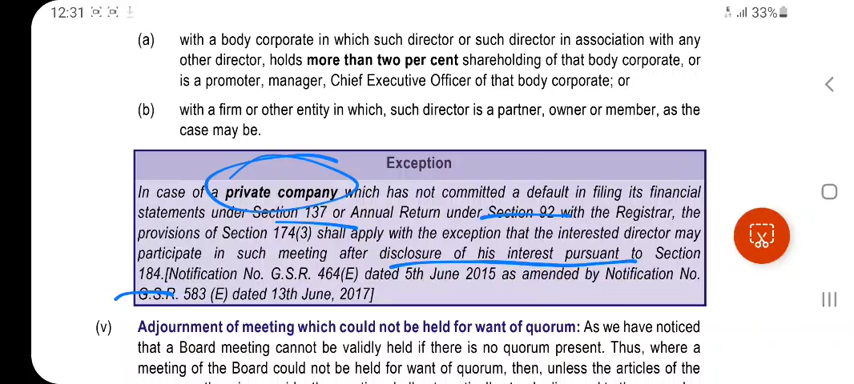 12:31
33%
(a) with a body corporate in which such director or such director in association with any
other director, holds more than two per cent shareholding of that body corporate, or
is a promoter, manager, Chief Executive Officer of that body corporate; or
(b) with a firm or other entity in which, such director is a partner, owner or member, as the
case may be.
Exception
In case of a private company which has not committed a default in filing its financial
statements under Section 137 or Annual Return under Section 92 with the Registrar, the
provisions of Section 174(3) shall apply with the exception that the interested director may
participate in such meeting after disclosure of his interest pursuant to Section
184.[Notification No. G.S.R. 464(E) dated 5th June 2015 as amended by Notification No.
G.S.R. 583 (E) dated 13th June, 2017]
(v) Adjournment of meeting which could not be held for want of quorum: As we have noticed
that a Board meeting cannot be validly held if there is no quorum present. Thus, where a
meeting of the Board could not be held for want of quorum, then, unless the articles of the